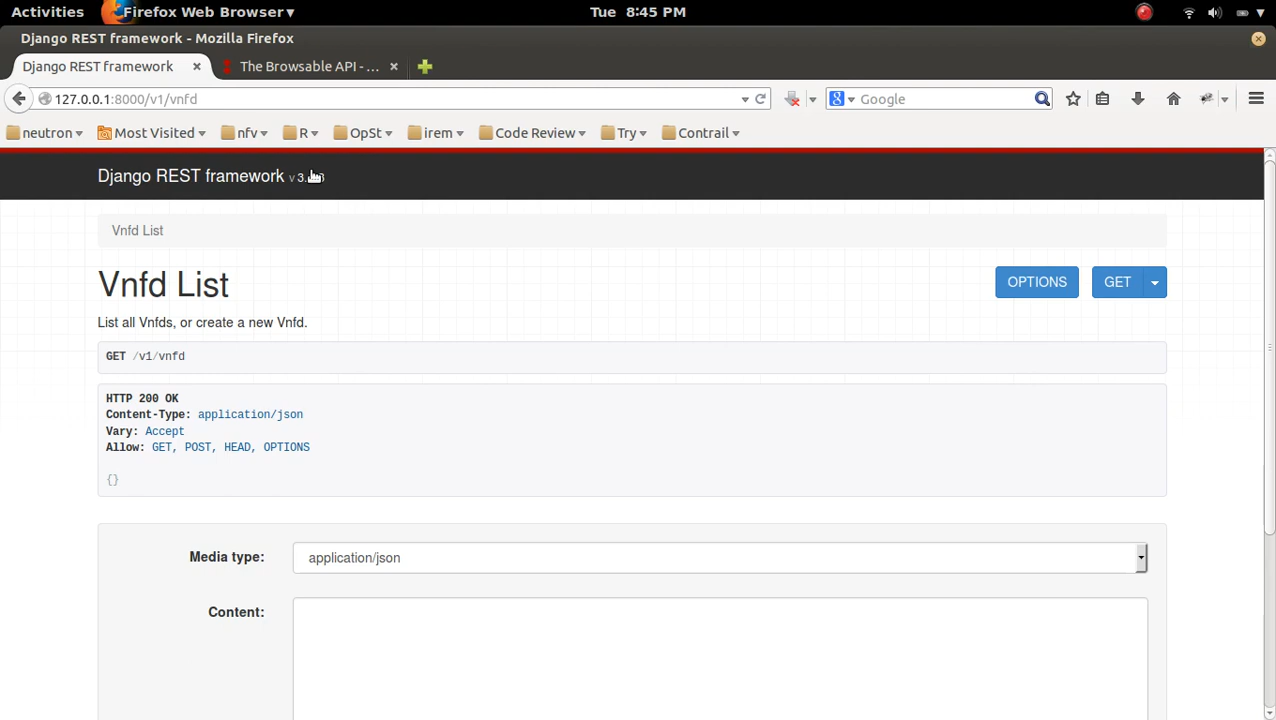 Activities Firefox Web Browser Tue 8:45 PM
Django REST framework - Mozilla Firefox
Django REST framework The Browsable API - ...
127.0.0.1:8000/v1/vnfd Google
neutron Most Visited nfv R OpSt irem Code Review Try Contrail
Django REST framework v 3.
Vnfd List
Vnfd List OPTIONS GET
List all Vnfds, or create a new Vnfd.
GET /v1/vnfd
HTTP 200 OK
Content-Type: application/json
Vary: Accept
Allow: GET, POST, HEAD, OPTIONS
{}
Media type: application/json
Content: